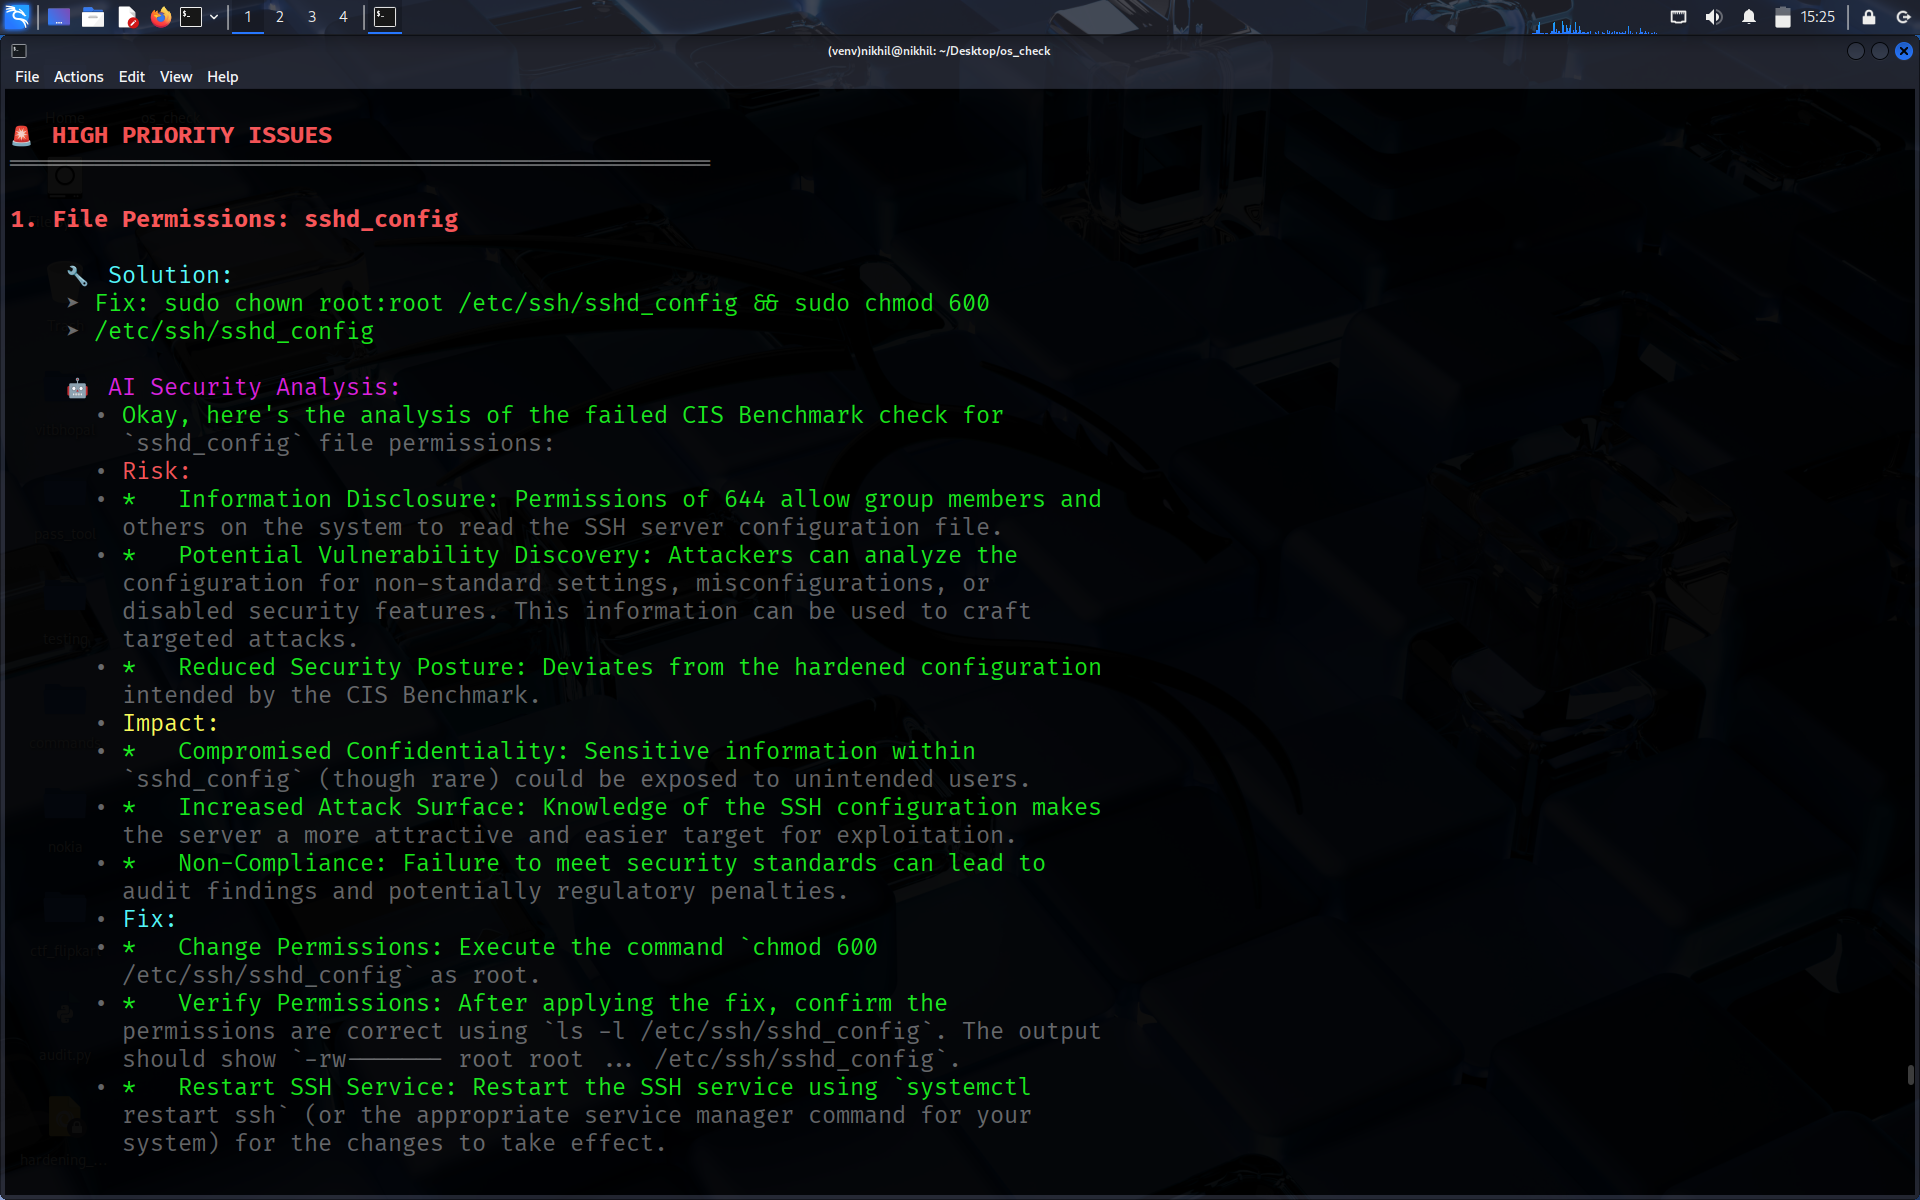 1 2 3 4 15:25
(venv)nikhil@nikhil: ~/Desktop/os_check
File Actions Edit View Help
🚨 HIGH PRIORITY ISSUES
1. File Permissions: sshd_config
🔧 Solution:
➤ Fix: sudo chown root:root /etc/ssh/sshd_config && sudo chmod 600
➤ /etc/ssh/sshd_config
🤖 AI Security Analysis:
• Okay, here's the analysis of the failed CIS Benchmark check for
`sshd_config` file permissions:
• Risk:
• * Information Disclosure: Permissions of 644 allow group members and
others on the system to read the SSH server configuration file.
• * Potential Vulnerability Discovery: Attackers can analyze the
configuration for non-standard settings, misconfigurations, or
disabled security features. This information can be used to craft
targeted attacks.
• * Reduced Security Posture: Deviates from the hardened configuration
intended by the CIS Benchmark.
• Impact:
• * Compromised Confidentiality: Sensitive information within
`sshd_config` (though rare) could be exposed to unintended users.
• * Increased Attack Surface: Knowledge of the SSH configuration makes
the server a more attractive and easier target for exploitation.
• * Non-Compliance: Failure to meet security standards can lead to
audit findings and potentially regulatory penalties.
• Fix:
• * Change Permissions: Execute the command `chmod 600
/etc/ssh/sshd_config` as root.
• * Verify Permissions: After applying the fix, confirm the
permissions are correct using `ls -l /etc/ssh/sshd_config`. The output
should show `-rw------- root root ... /etc/ssh/sshd_config`.
• * Restart SSH Service: Restart the SSH service using `systemctl
restart ssh` (or the appropriate service manager command for your
system) for the changes to take effect.
Home
testing
nokia
audit.py
hardening_...